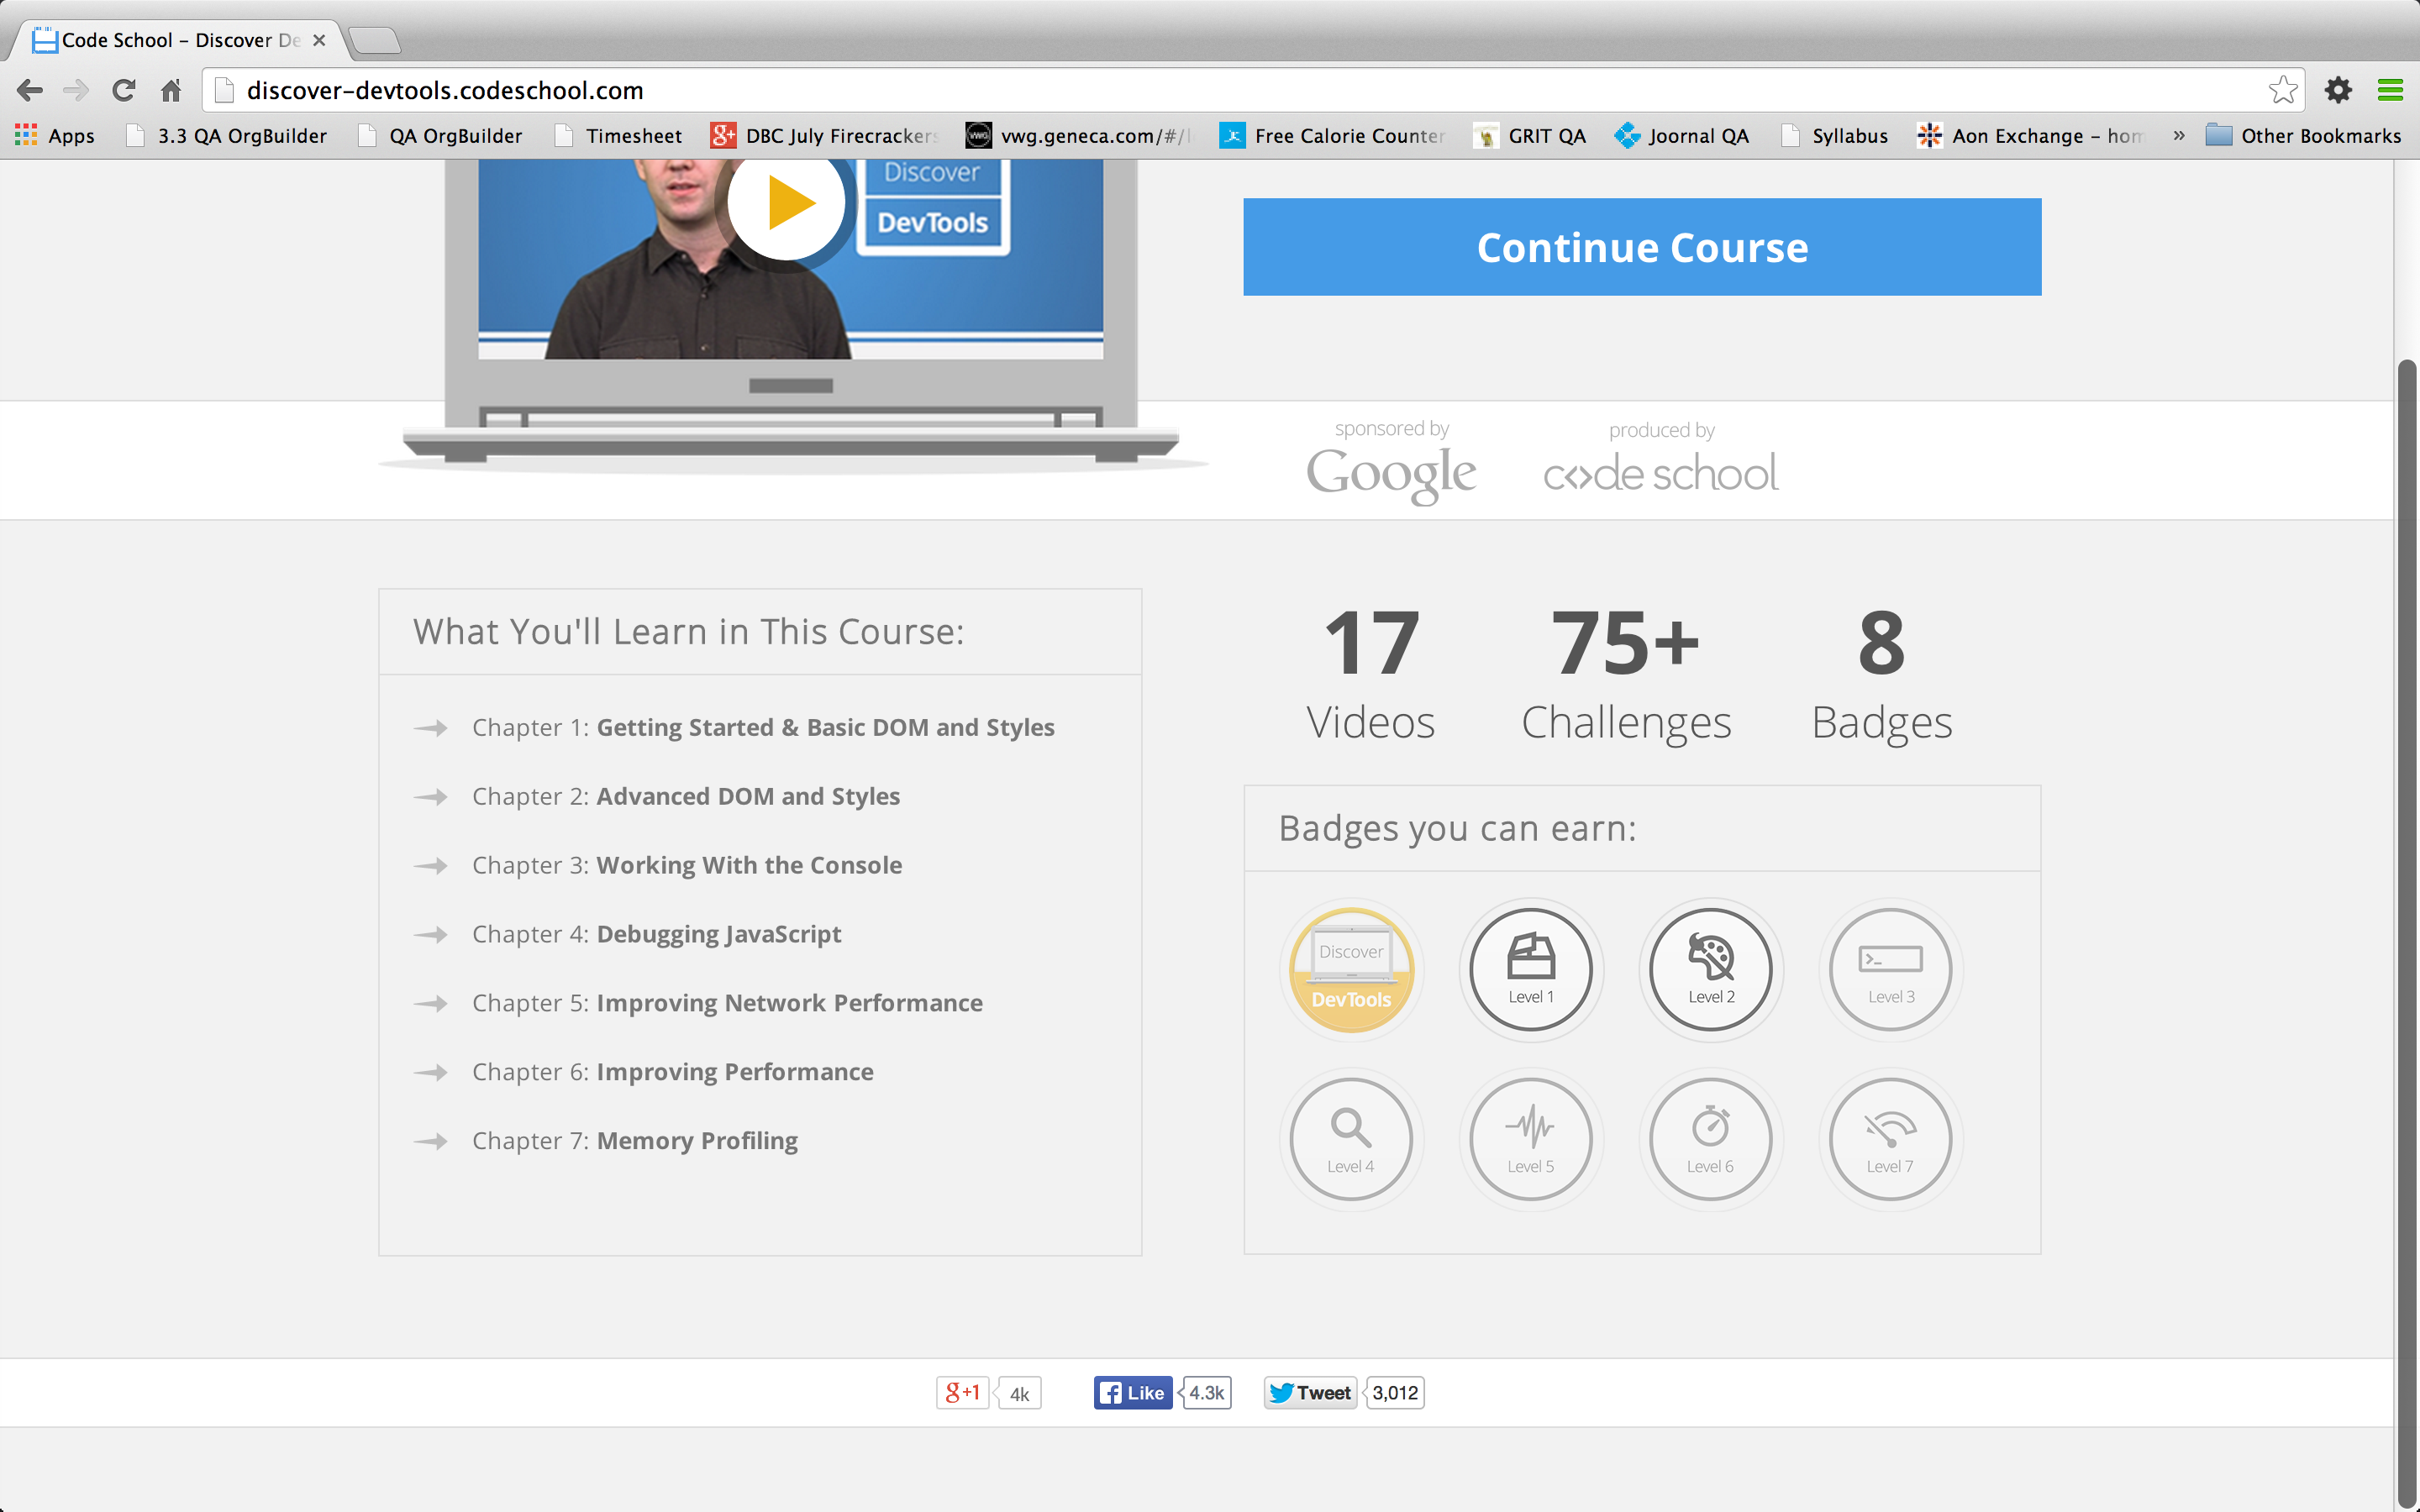 Code School – Discover De
discover-devtools.codeschool.com
Apps
3.3 QA OrgBuilder
QA OrgBuilder
Timesheet
DBC July Firecrackers
vwg.geneca.com/#/l
Free Calorie Counter
GRIT QA
Joornal QA
Syllabus
Aon Exchange – hom
»
Other Bookmarks
Discover
DevTools
Continue Course
sponsored by
Google
produced by
code school
What You'll Learn in This Course:
Chapter 1: Getting Started & Basic DOM and Styles
Chapter 2: Advanced DOM and Styles
Chapter 3: Working With the Console
Chapter 4: Debugging JavaScript
Chapter 5: Improving Network Performance
Chapter 6: Improving Performance
Chapter 7: Memory Profiling
17
Videos
75+
Challenges
8
Badges
Badges you can earn:
Discover
DevTools
Level 1
Level 2
Level 3
Level 4
Level 5
Level 6
Level 7
g+1
4k
Like
4.3k
Tweet
3,012